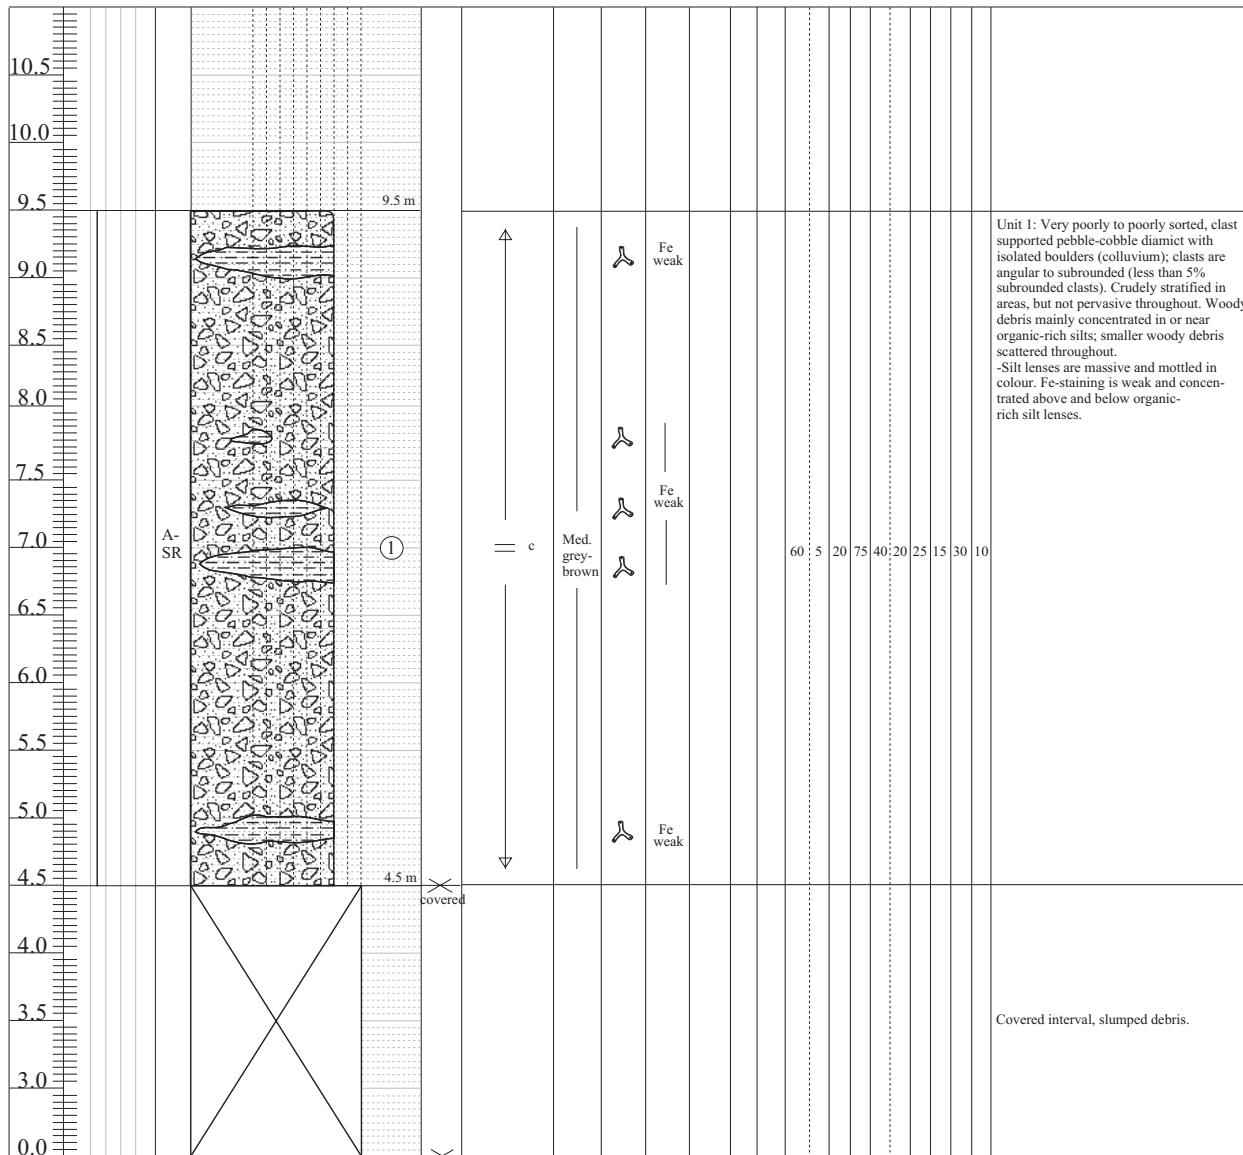 10.5
10.0
9.5
9.5 m
9.0
8.5
8.0
7.5
7.0
6.5
6.0
5.5
5.0
4.5
4.5 m
4.0
3.5
3.0
0.0
A-
SR
1
covered
c
Med.
grey-
brown
Fe
weak
Fe
weak
Fe
weak
60 5 20 75 40 20 25 15 30 10
Unit 1: Very poorly to poorly sorted, clast
supported pebble-cobble diamict with
isolated boulders (colluvium); clasts are
angular to subrounded (less than 5%
subrounded clasts). Crudely stratified in
areas, but not pervasive throughout. Woody
debris mainly concentrated in or near
organic-rich silts; smaller woody debris
scattered throughout.
-Silt lenses are massive and mottled in
colour. Fe-staining is weak and concen-
trated above and below organic-
rich silt lenses.
Covered interval, slumped debris.